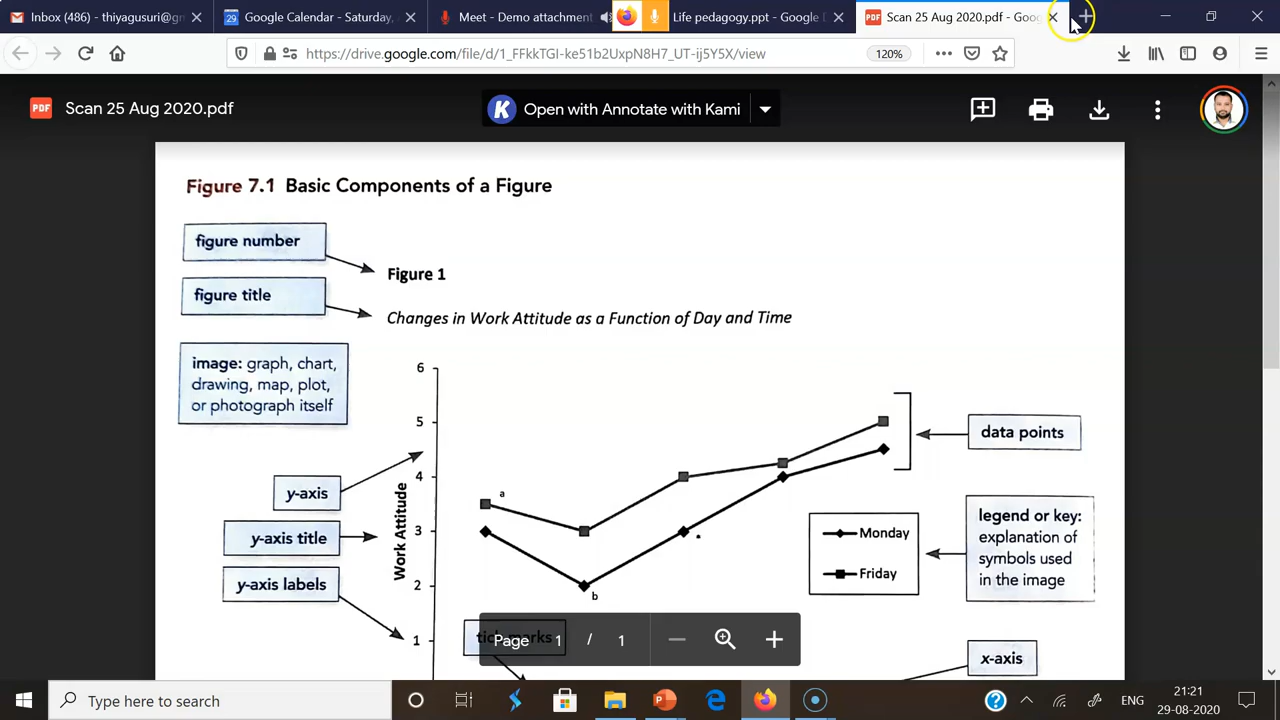 Inbox (486) - thiyagusuri@gm
Google Calendar - Saturday,
Meet - Demo attachment
Life pedagogy.ppt - Google D
Scan 25 Aug 2020.pdf - Goog
https://drive.google.com/file/d/1_FFkkTGI-ke51b2UxpN8H7_UT-ij5Y5X/view
120%
PDF
Scan 25 Aug 2020.pdf
K
Open with Annotate with Kami
Figure 7.1 Basic Components of a Figure
figure number
Figure 1
figure title
Changes in Work Attitude as a Function of Day and Time
image: graph, chart,
drawing, map, plot,
or photograph itself
6
5
4
3
2
1
Work Attitude
y-axis
y-axis title
y-axis labels
a
b
*
data points
Monday
Friday
legend or key:
explanation of
symbols used
in the image
tick marks
Page 1 / 1
x-axis
Type here to search
ENG
21:21
29-08-2020